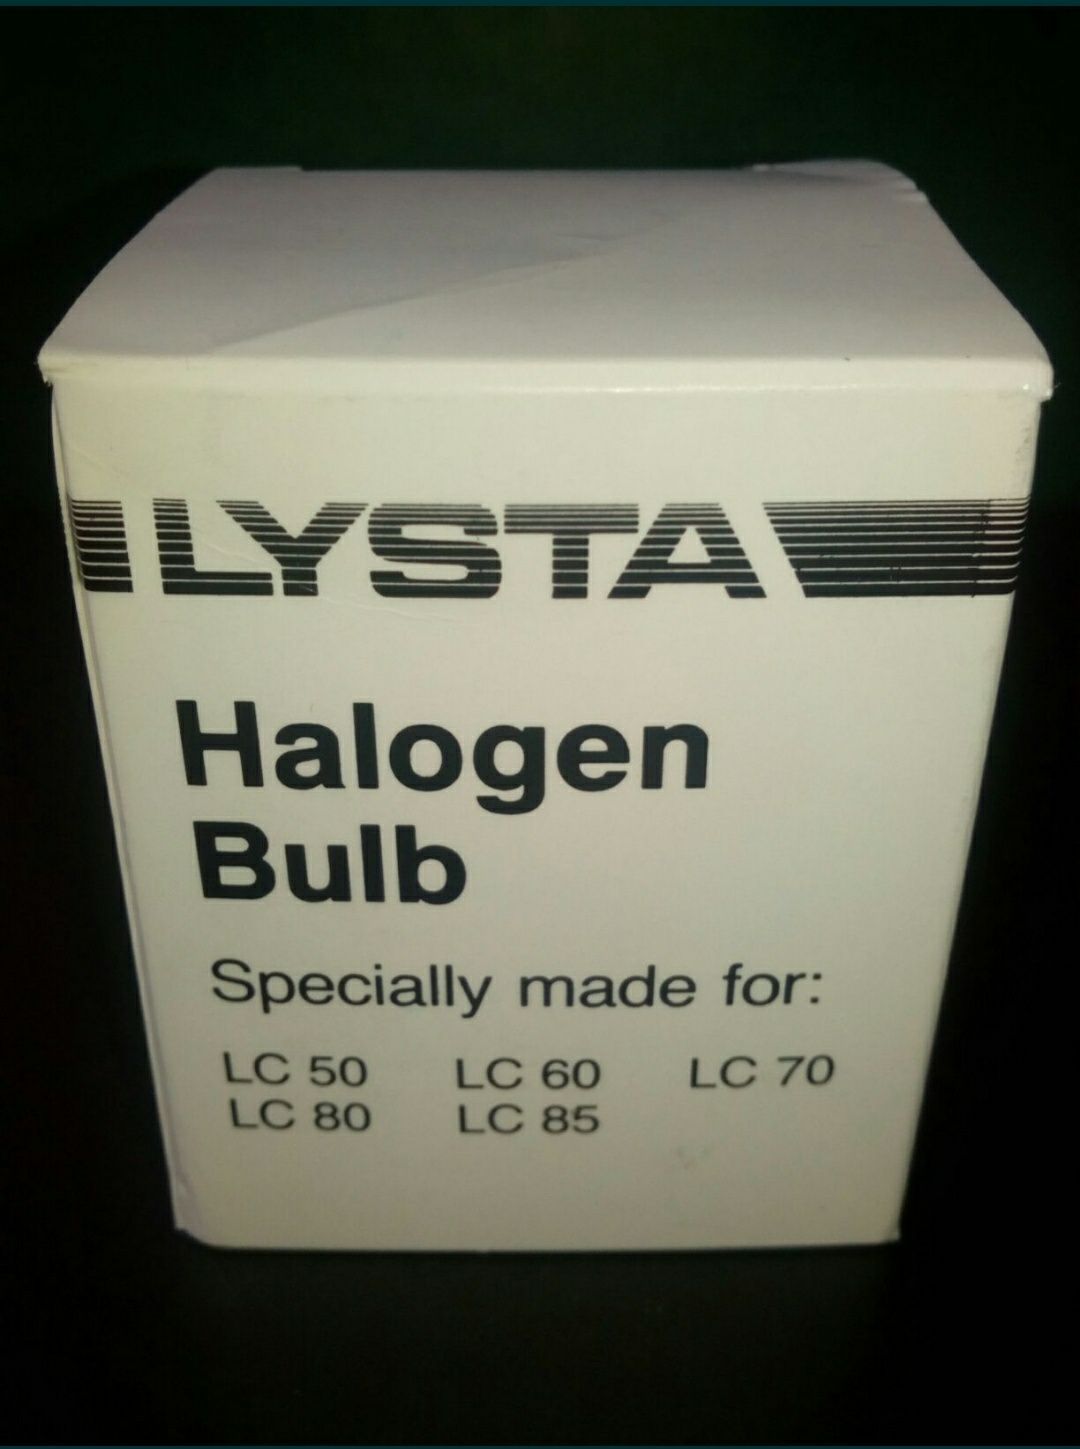 LYSTA
Halogen
Bulb
Specially made for:
LC 50 LC 60 LC 70
LC 80 LC 85